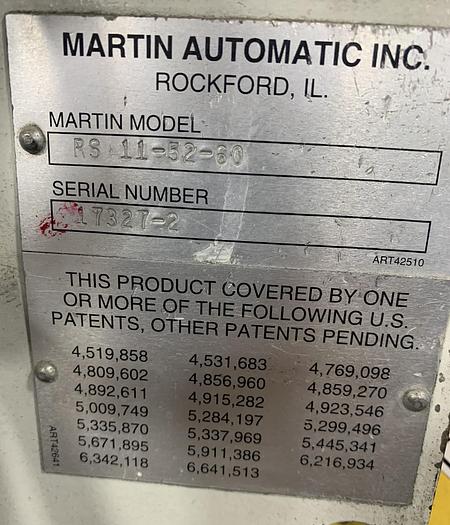 MARTIN AUTOMATIC INC.
ROCKFORD, IL.
MARTIN MODEL
RS 11-52-60
SERIAL NUMBER
17327-2
ART42510
THIS PRODUCT COVERED BY ONE
OR MORE OF THE FOLLOWING U.S.
PATENTS, OTHER PATENTS PENDING.
4,519,858 4,531,683 4,769,098
4,809,602 4,856,960 4,859,270
4,892,611 4,915,282 4,923,546
5,009,749 5,284,197 5,299,496
5,335,870 5,337,969 5,445,341
5,671,895 5,911,386 6,216,934
6,342,118 6,641,513
ART42641